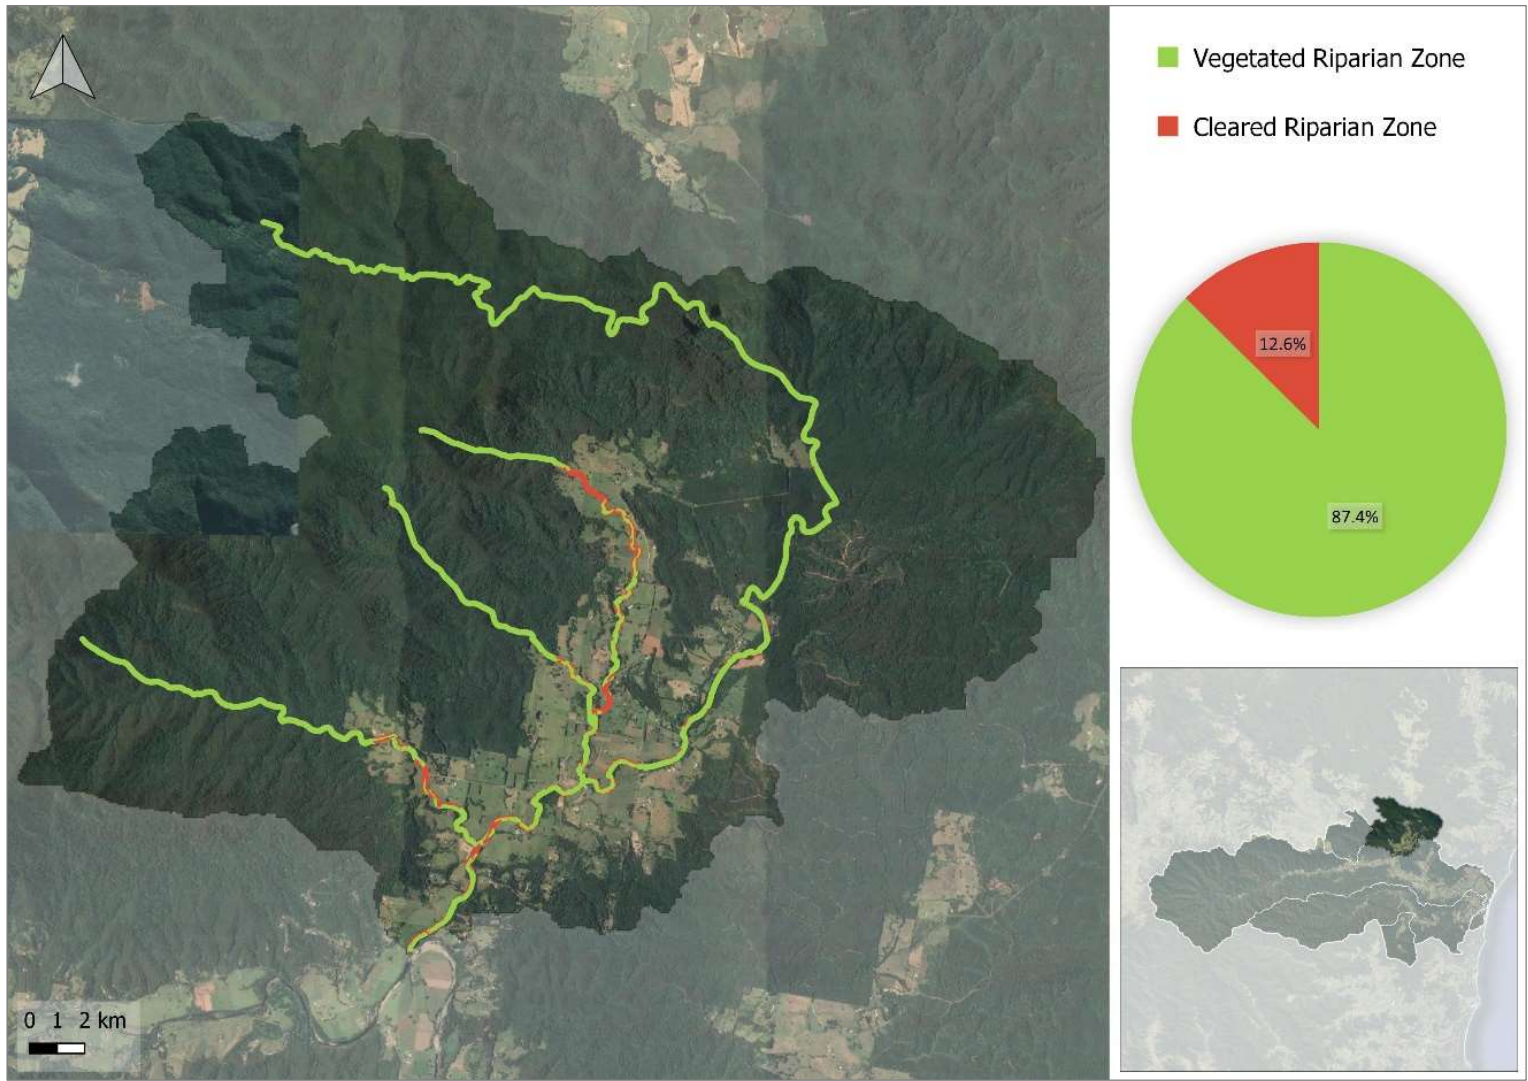 Vegetated Riparian Zone
Cleared Riparian Zone
12.6%
87.4%
0 1 2 km